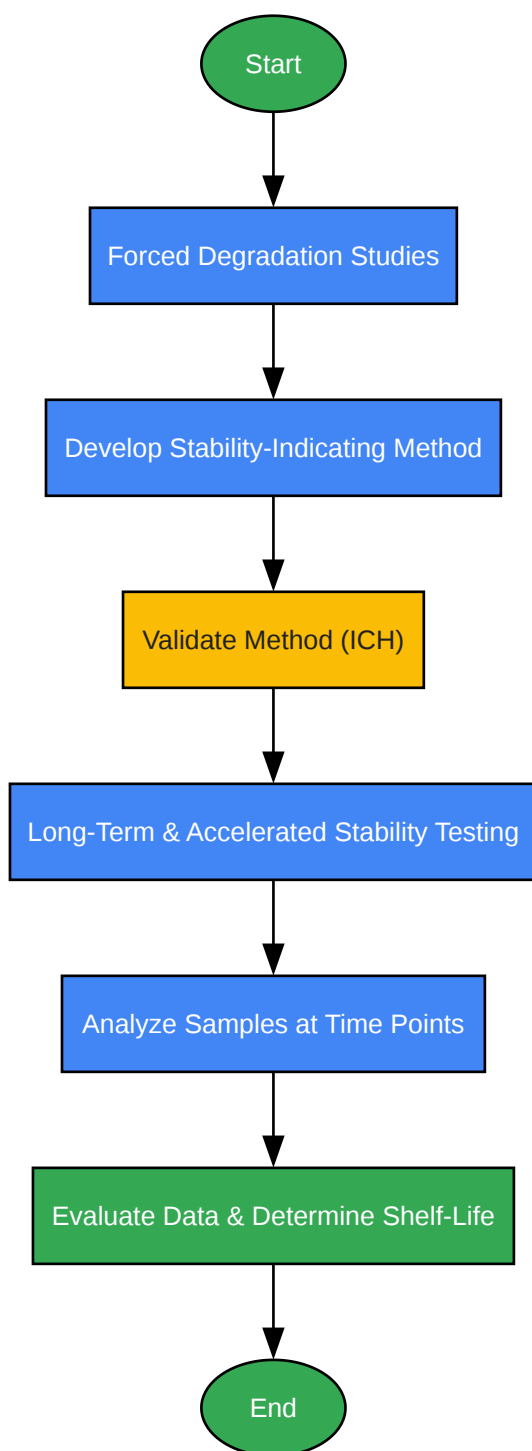 Start
Forced Degradation Studies
Develop Stability-Indicating Method
Validate Method (ICH)
Long-Term & Accelerated Stability Testing
Analyze Samples at Time Points
Evaluate Data & Determine Shelf-Life
End